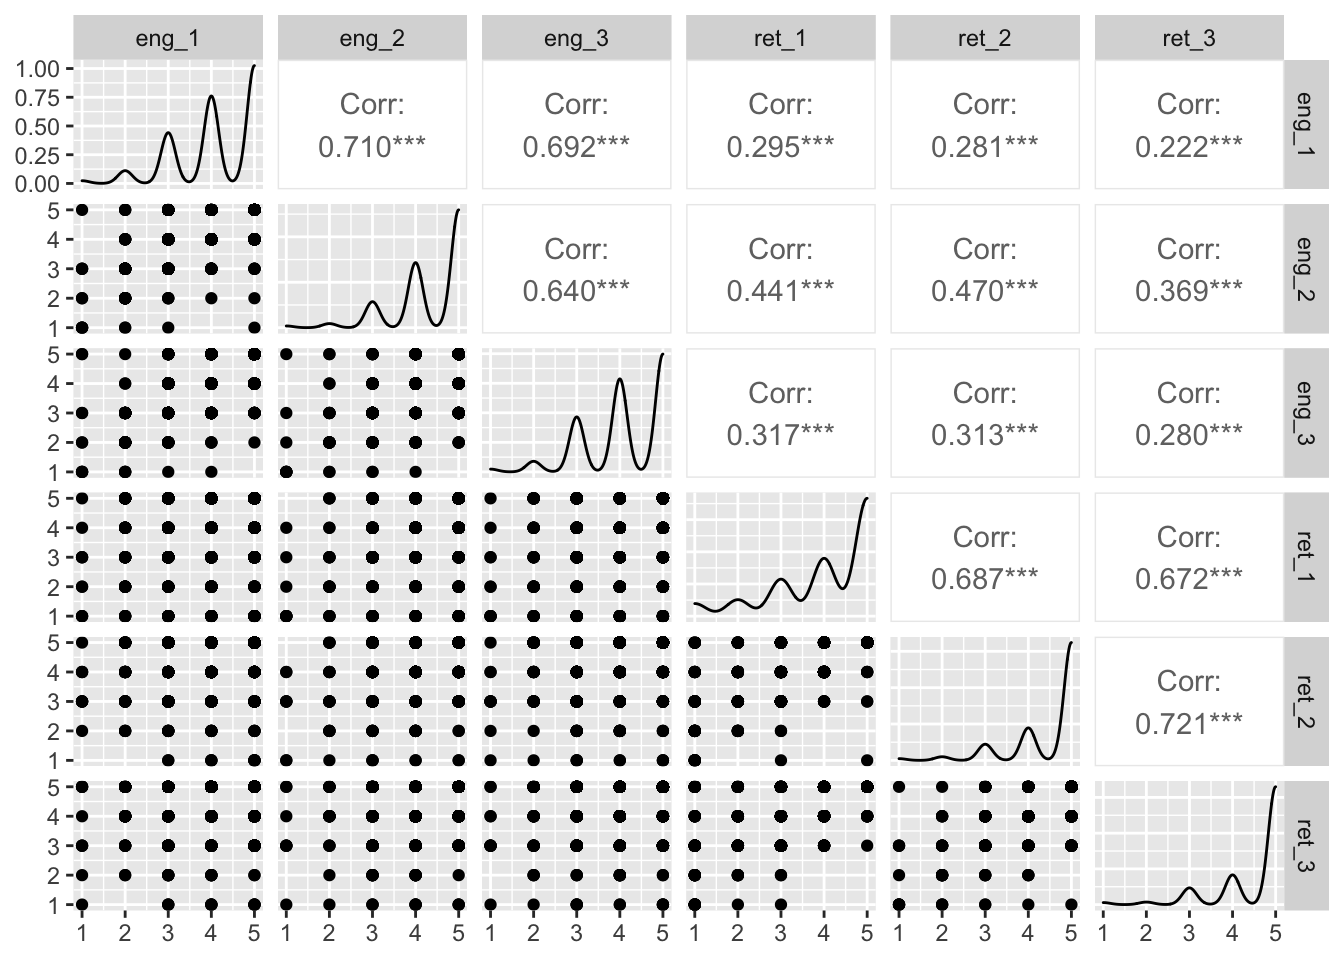 eng_1 eng_2 eng_3 ret_1 ret_2 ret_3
1.00
0.75
0.50
0.25
0.00
Corr: Corr: Corr: Corr: Corr:
0.710*** 0.692*** 0.295*** 0.281*** 0.222***
eng_1
5
4
3
2
1
Corr: Corr: Corr: Corr:
0.640*** 0.441*** 0.470*** 0.369***
eng_2
5
4
3
2
1
Corr: Corr: Corr:
0.317*** 0.313*** 0.280***
eng_3
5
4
3
2
1
Corr: Corr:
0.687*** 0.672***
ret_1
5
4
3
2
1
Corr:
0.721***
ret_2
5
4
3
2
1
ret_3
1 2 3 4 5 1 2 3 4 5 1 2 3 4 5 1 2 3 4 5 1 2 3 4 5 1 2 3 4 5